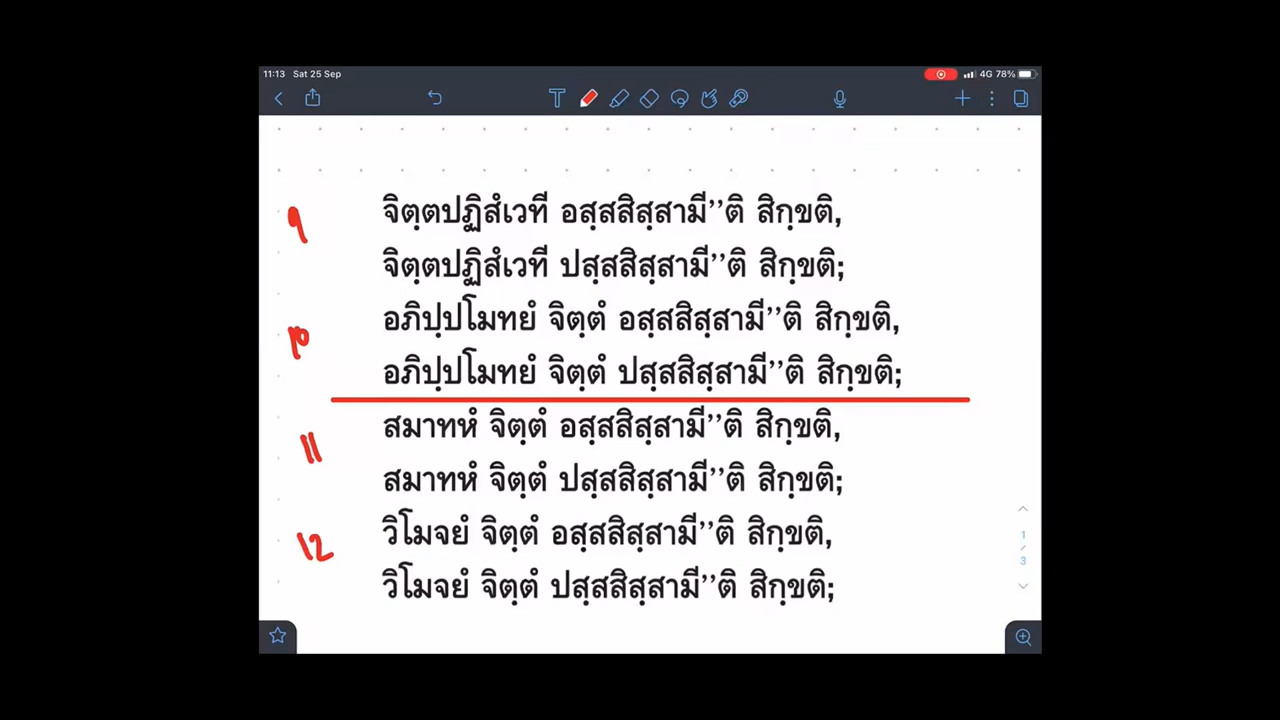 11:13 Sat 25 Sep
4G 78%
9 จิตฺตปฏิสํเวที อสฺสสิสฺสามี’’ติ สิกฺขติ,
จิตฺตปฏิสํเวที ปสฺสสิสฺสามี’’ติ สิกฺขติ;
10 อภิปฺปโมทยํ จิตฺตํ อสฺสสิสฺสามี’’ติ สิกฺขติ,
อภิปฺปโมทยํ จิตฺตํ ปสฺสสิสฺสามี’’ติ สิกฺขติ;
11 สมาทหํ จิตฺตํ อสฺสสิสฺสามี’’ติ สิกฺขติ,
สมาทหํ จิตฺตํ ปสฺสสิสฺสามี’’ติ สิกฺขติ;
12 วิโมจยํ จิตฺตํ อสฺสสิสฺสามี’’ติ สิกฺขติ,
วิโมจยํ จิตฺตํ ปสฺสสิสฺสามี’’ติ สิกฺขติ;
1
/
3